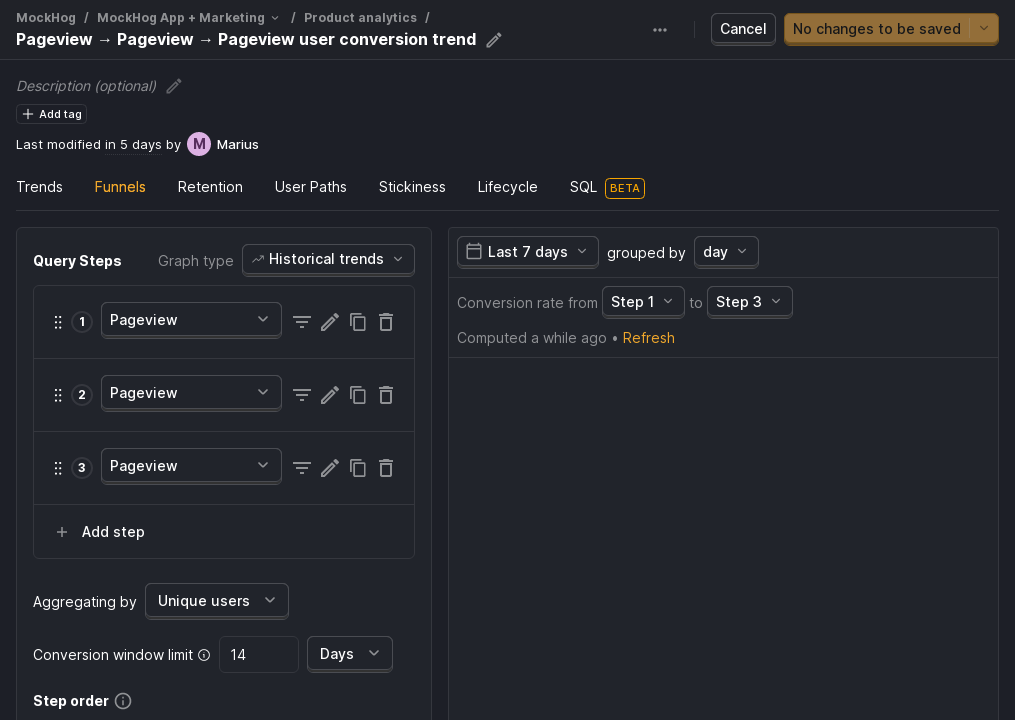 MockHog / MockHog App + Marketing / Product analytics /
Pageview → Pageview → Pageview user conversion trend
Cancel
No changes to be saved
Description (optional)
Add tag
Last modified in 5 days by M Marius
Trends Funnels Retention User Paths Stickiness Lifecycle SQL BETA
Query Steps
Graph type Historical trends
1 Pageview
2 Pageview
3 Pageview
Add step
Aggregating by Unique users
Conversion window limit 14 Days
Step order
Last 7 days grouped by day
Conversion rate from Step 1 to Step 3
Computed a while ago • Refresh